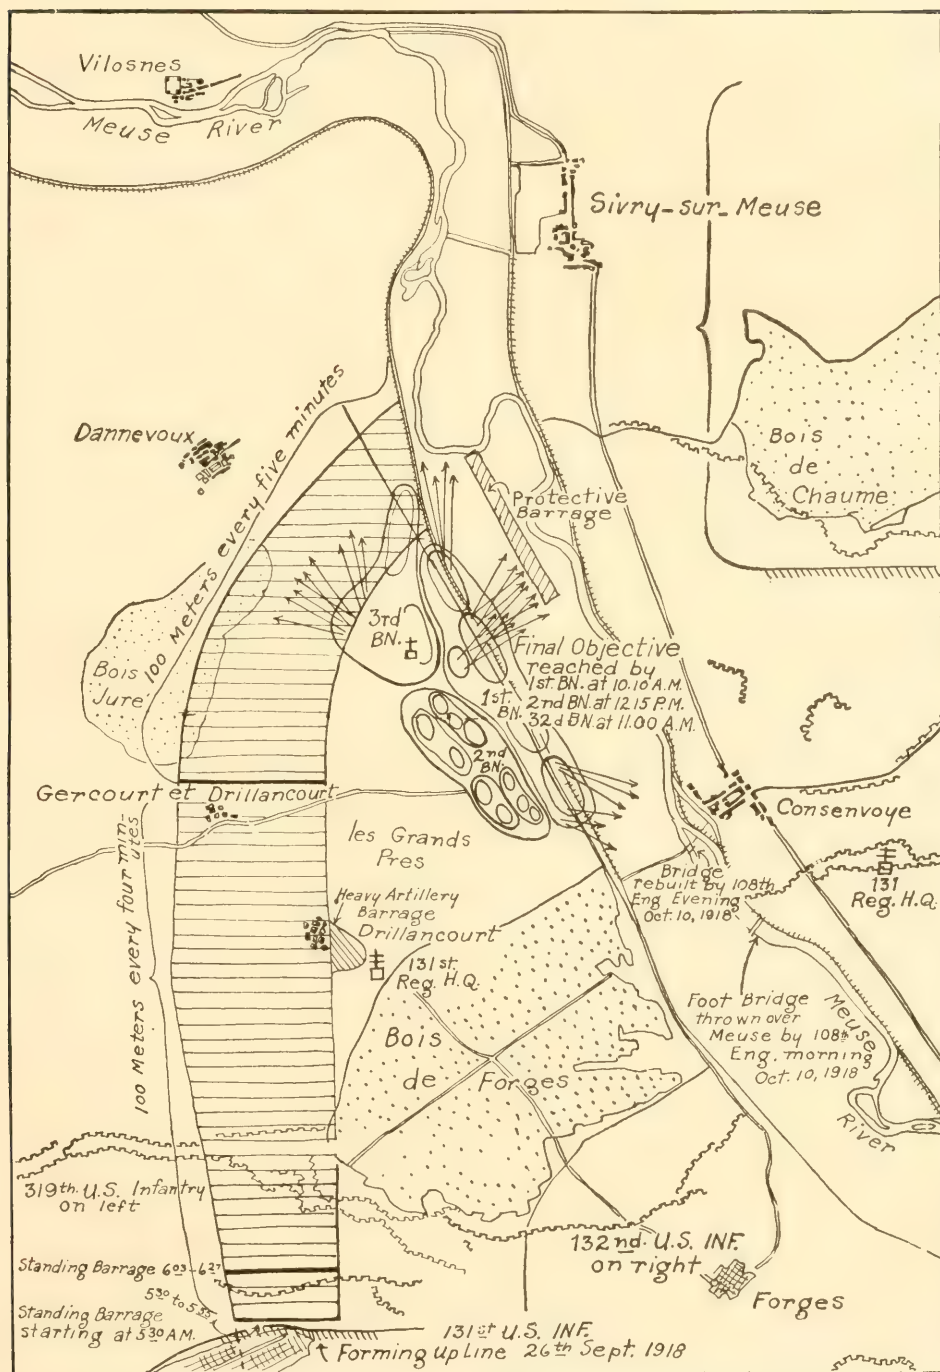 Vilosnes
Meuse River
Sivry-sur-Meuse
Dannevoux
100 Meters every five minutes
Bois
de
Chaume
Protective
Barrage
3rd
BN.
Bois
Jure
Final Objective
reached by
1st. BN. at 10.10 A.M.
2nd BN. at 12 15 P.M.
32d BN. at 11.00 A.M.
1st.
BN.
2nd
BN.
Gercourt et Drillancourt
Consenvoye
les Grands
Pres
100 Meters every four min-
utes
Heavy Artillery
Barrage
Drillancourt
131st.
Reg. H.Q.
Bridge
rebuilt by 108th
Eng. Evening
Oct. 10, 1918
131
Reg. H.Q.
Foot Bridge
thrown over
Meuse by 108th
Eng. morning
Oct. 10, 1918
Meuse
River
Bois
de Forges
319th. U.S. Infantry
on left
132nd. U.S. INF.
on right
Forges
Standing Barrage 6 03 - 6 27
5 30 to 5 55
Standing Barrage
starting at 5 30 A.M.
131st U.S. INF.
Forming Up Line 26th Sept. 1918